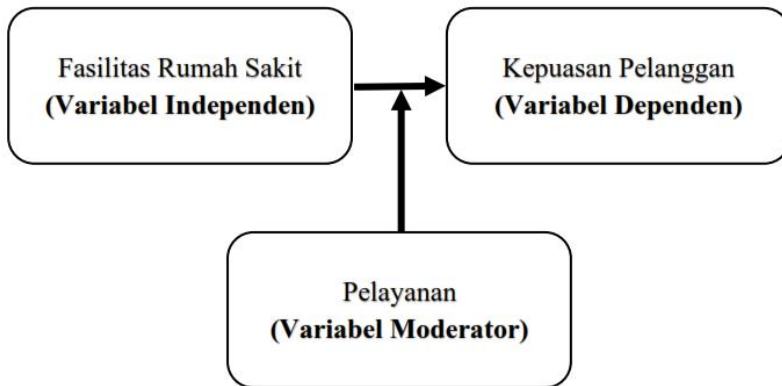 Fasilitas Rumah Sakit
(Variabel Independen)
Kepuasan Pelanggan
(Variabel Dependen)
Pelayanan
(Variabel Moderator)